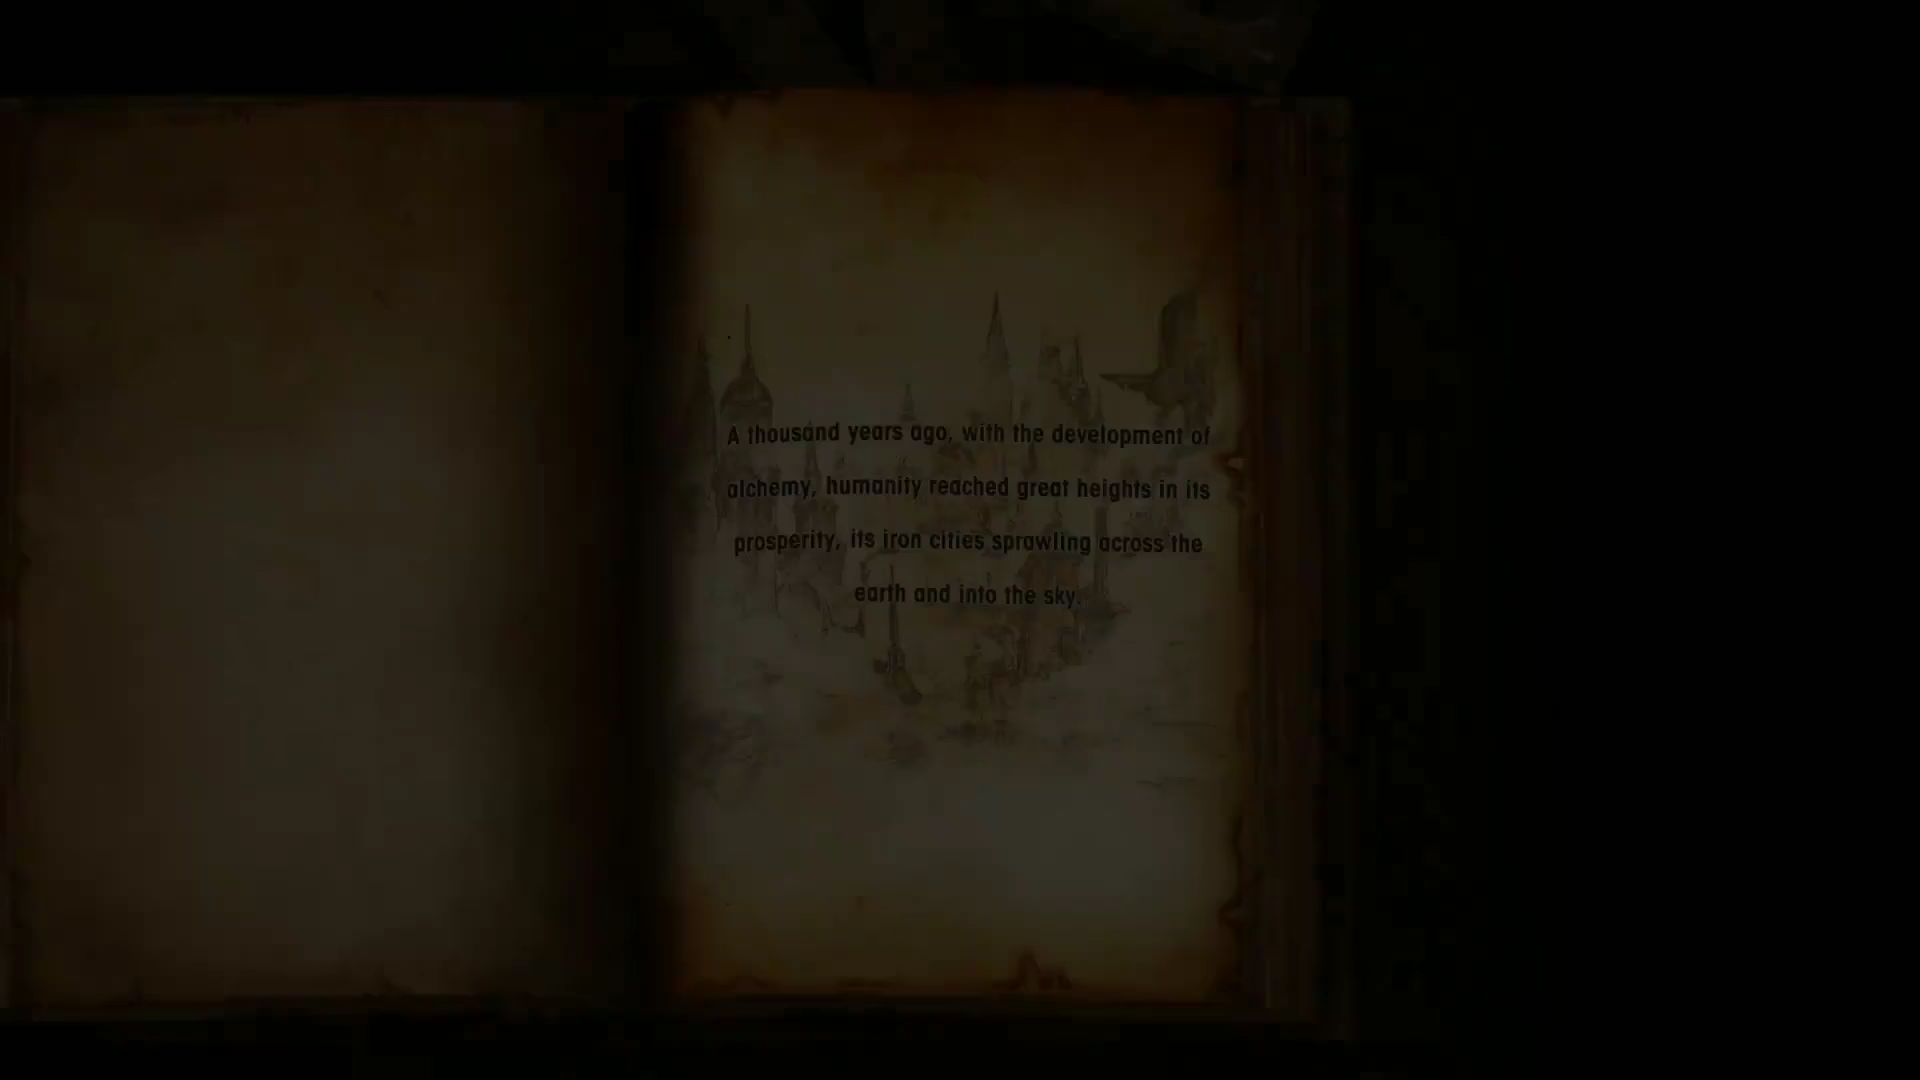 A thousand years ago, with the development of
alchemy, humanity reached great heights in its
prosperity, its iron cities sprawling across the
earth and into the sky.